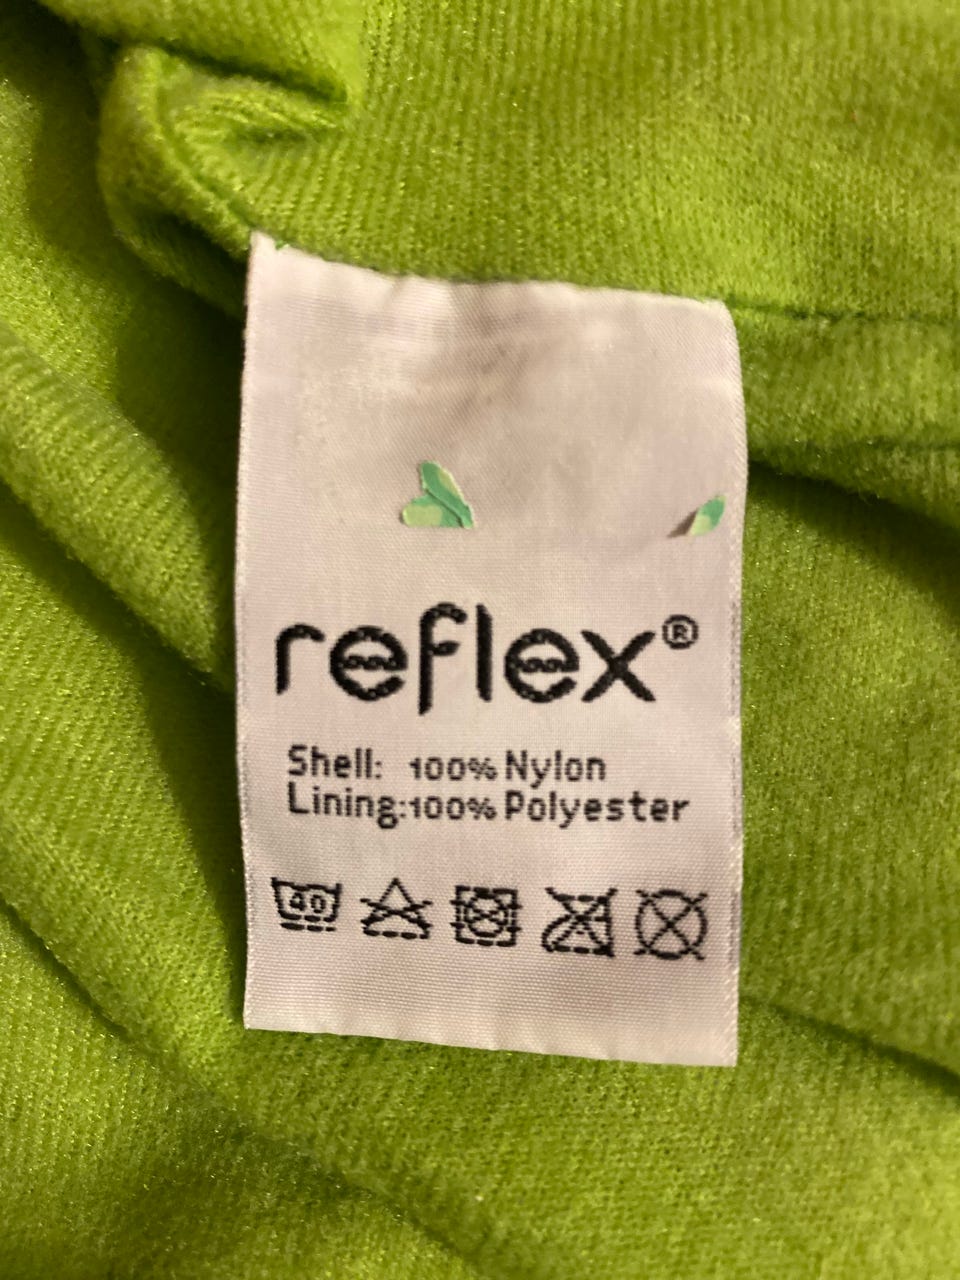 reflex®
Shell: 100% Nylon
Lining:100% Polyester
40